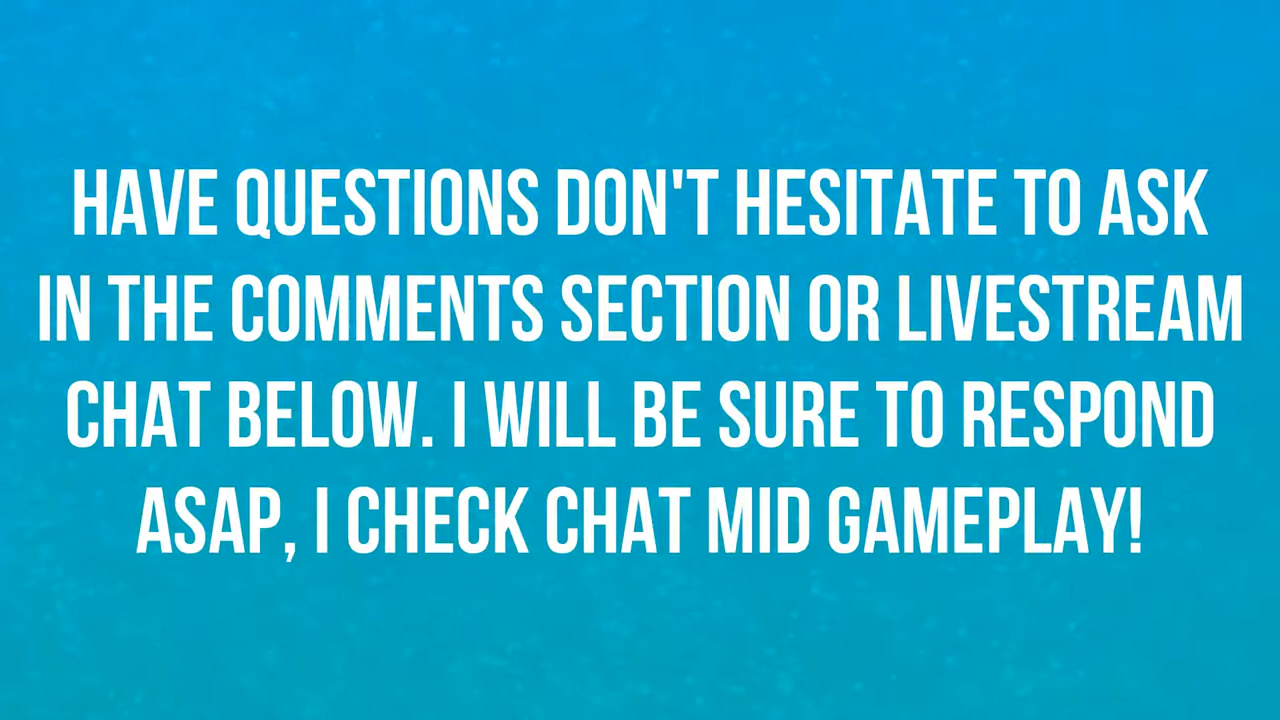 HAVE QUESTIONS DON'T HESITATE TO ASK
IN THE COMMENTS SECTION OR LIVESTREAM
CHAT BELOW. I WILL BE SURE TO RESPOND
ASAP, I CHECK CHAT MID GAMEPLAY!